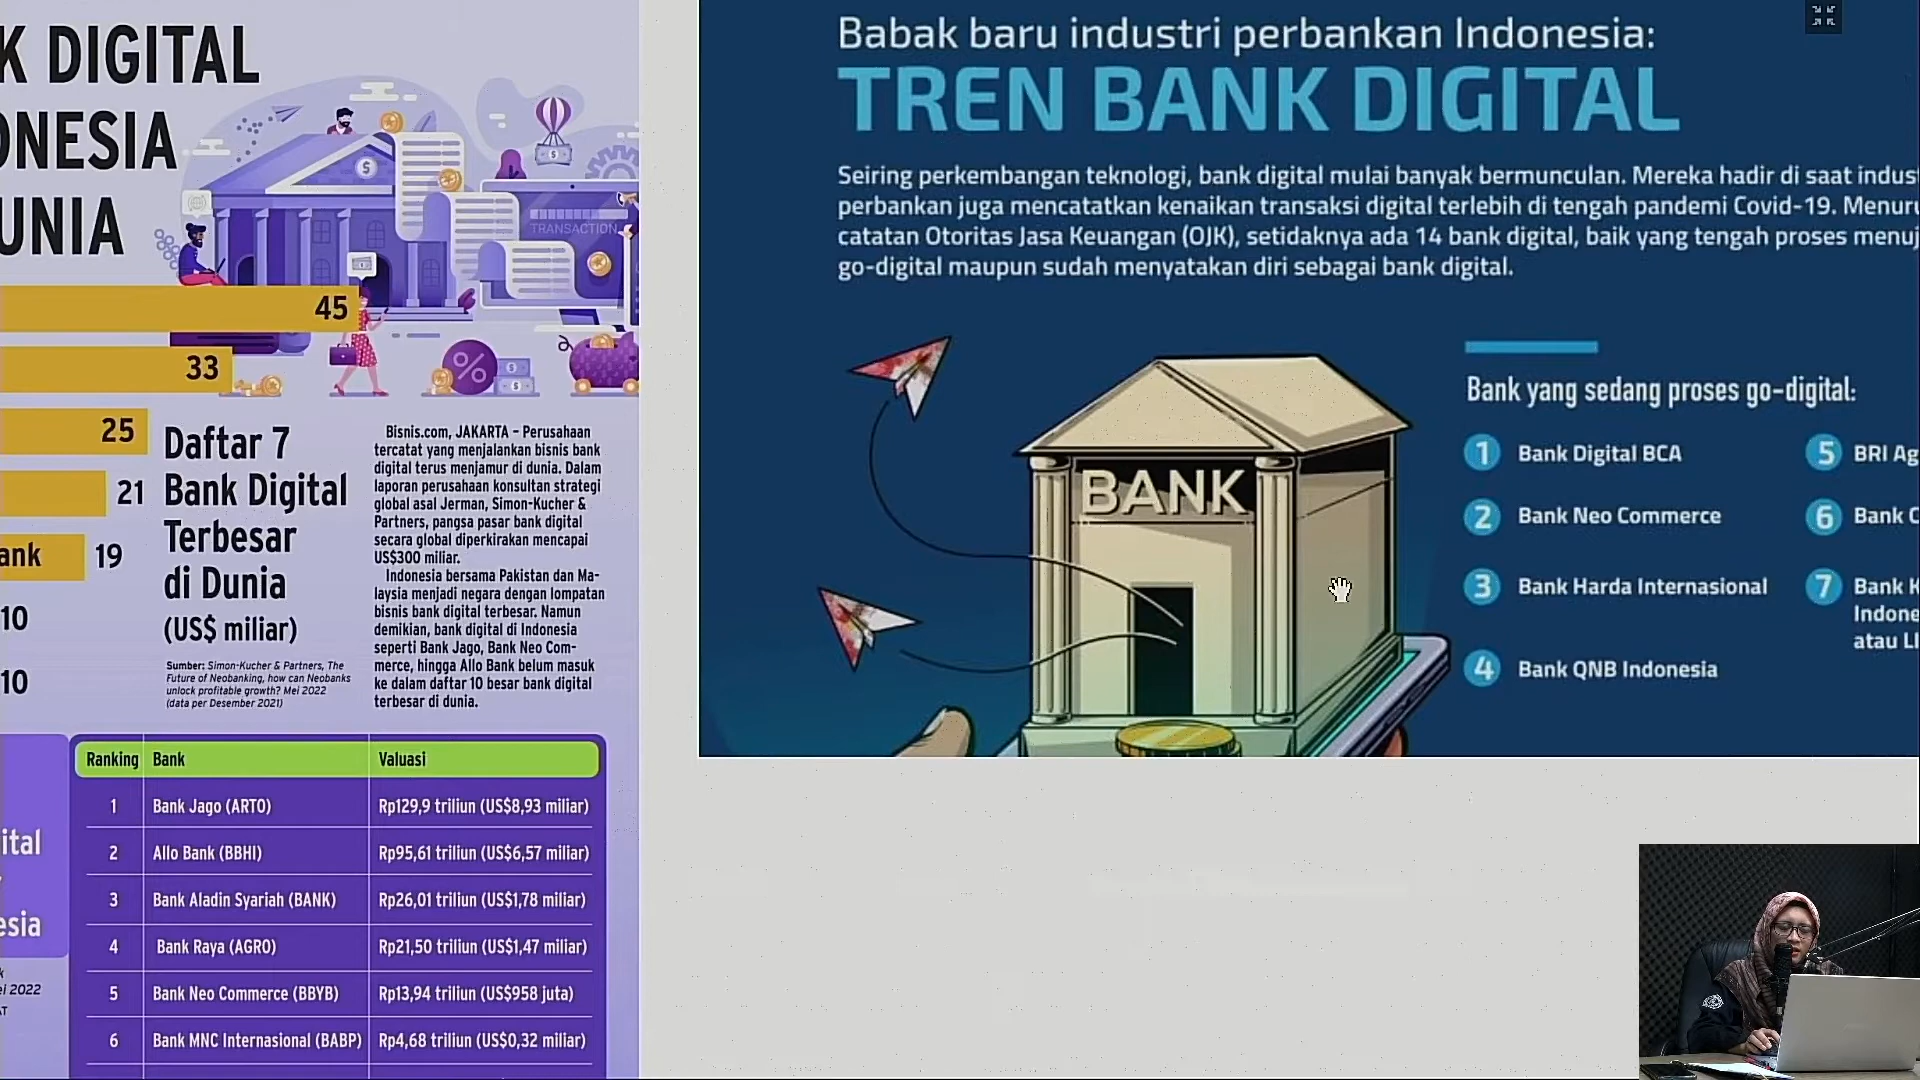 K DIGITAL
ONESIA
UNIA
TRANSACTION
45
33
25
21
ank 19
10
10
Daftar 7
Bank Digital
Terbesar
di Dunia
(US$ miliar)
Sumber: Simon-Kucher & Partners, The
Future of Neobanking, how can Neobanks
unlock profitable growth? Mei 2022
(data per Desember 2021)
Bisnis.com, JAKARTA – Perusahaan
tercatat yang menjalankan bisnis bank
digital terus menjamur di dunia. Dalam
laporan perusahaan konsultan strategi
global asal Jerman, Simon-Kucher &
Partners, pangsa pasar bank digital
secara global diperkirakan mencapai
US$300 miliar.
Indonesia bersama Pakistan dan Ma-
laysia menjadi negara dengan lompatan
bisnis bank digital terbesar. Namun
demikian, bank digital di Indonesia
seperti Bank Jago, Bank Neo Com-
merce, hingga Allo Bank belum masuk
ke dalam daftar 10 besar bank digital
terbesar di dunia.
ital
esia
ei 2022
Ranking Bank Valuasi
1 Bank Jago (ARTO) Rp129,9 triliun (US$8,93 miliar)
2 Allo Bank (BBHI) Rp95,61 triliun (US$6,57 miliar)
3 Bank Aladin Syariah (BANK) Rp26,01 triliun (US$1,78 miliar)
4 Bank Raya (AGRO) Rp21,50 triliun (US$1,47 miliar)
5 Bank Neo Commerce (BBYB) Rp13,94 triliun (US$958 juta)
6 Bank MNC Internasional (BABP) Rp4,68 triliun (US$0,32 miliar)
Babak baru industri perbankan Indonesia:
TREN BANK DIGITAL
Seiring perkembangan teknologi, bank digital mulai banyak bermunculan. Mereka hadir di saat indus
perbankan juga mencatatkan kenaikan transaksi digital terlebih di tengah pandemi Covid-19. Menuru
catatan Otoritas Jasa Keuangan (OJK), setidaknya ada 14 bank digital, baik yang tengah proses menuj
go-digital maupun sudah menyatakan diri sebagai bank digital.
BANK
Bank yang sedang proses go-digital:
1 Bank Digital BCA
2 Bank Neo Commerce
3 Bank Harda Internasional
4 Bank QNB Indonesia
5 BRI Ag
6 Bank C
7 Bank K
Indone
atau LI